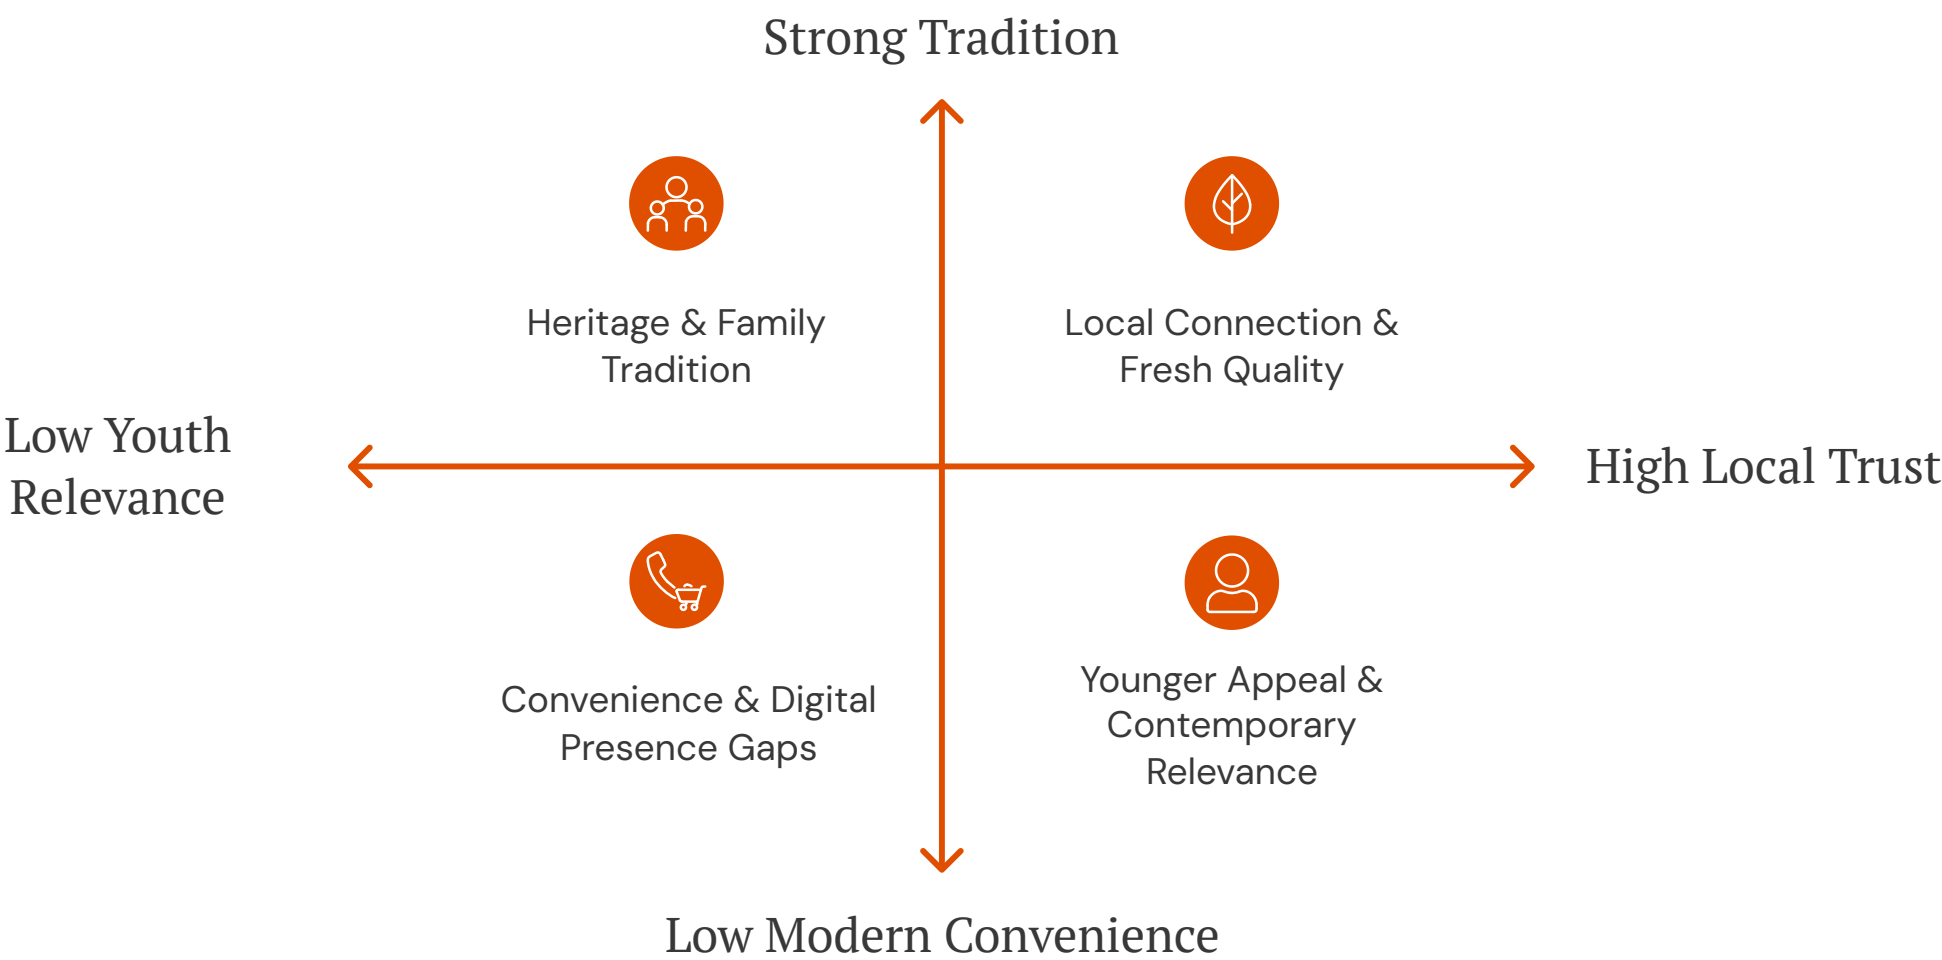 Strong Tradition
Heritage & Family
Tradition
Local Connection &
Fresh Quality
Low Youth
Relevance
High Local Trust
Convenience & Digital
Presence Gaps
Younger Appeal &
Contemporary
Relevance
Low Modern Convenience